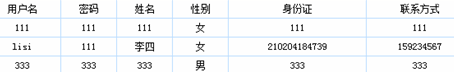 用户名 密码 姓名 性别 身份证 联系方式
111 111 111 女 111 111
lisi 111 李四 女 210204184739 159234567
333 333 333 男 333 333